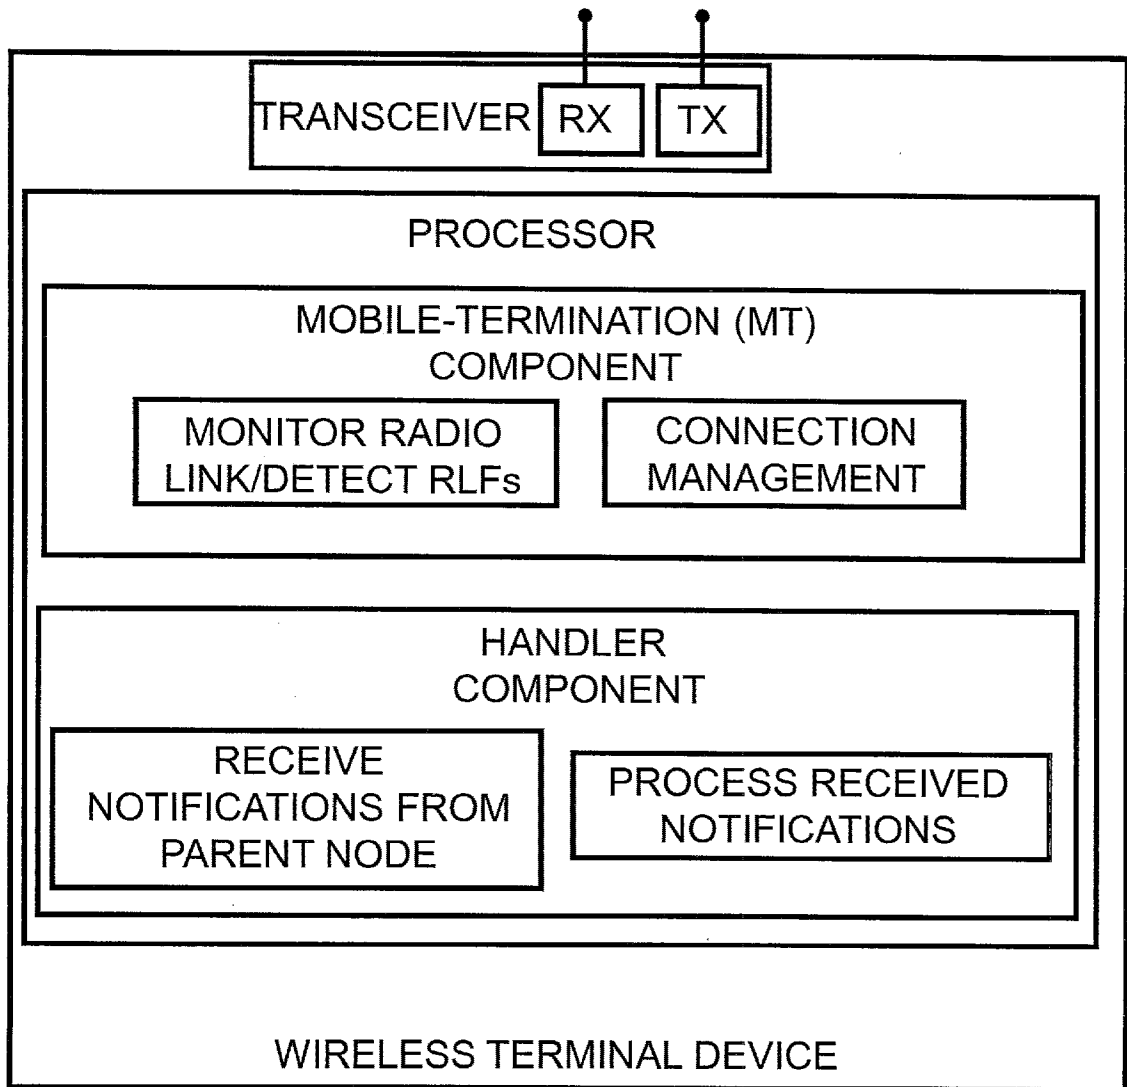 TRANSCEIVER RX TX
PROCESSOR
MOBILE-TERMINATION (MT)
COMPONENT
MONITOR RADIO
LINK/DETECT RLFs
CONNECTION
MANAGEMENT
HANDLER
COMPONENT
RECEIVE
NOTIFICATIONS FROM
PARENT NODE
PROCESS RECEIVED
NOTIFICATIONS
WIRELESS TERMINAL DEVICE